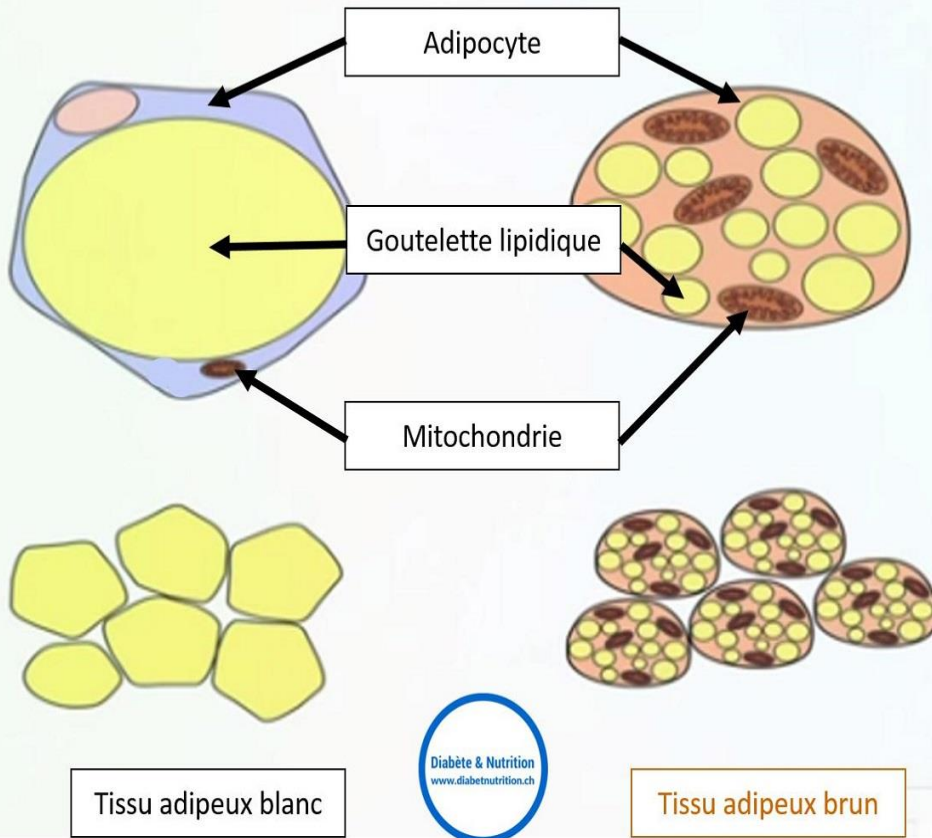 Adipocyte
Goutelette lipidique
Mitochondrie
Diabète & Nutrition
www.diabetnutrition.ch
Tissu adipeux blanc
Tissu adipeux brun